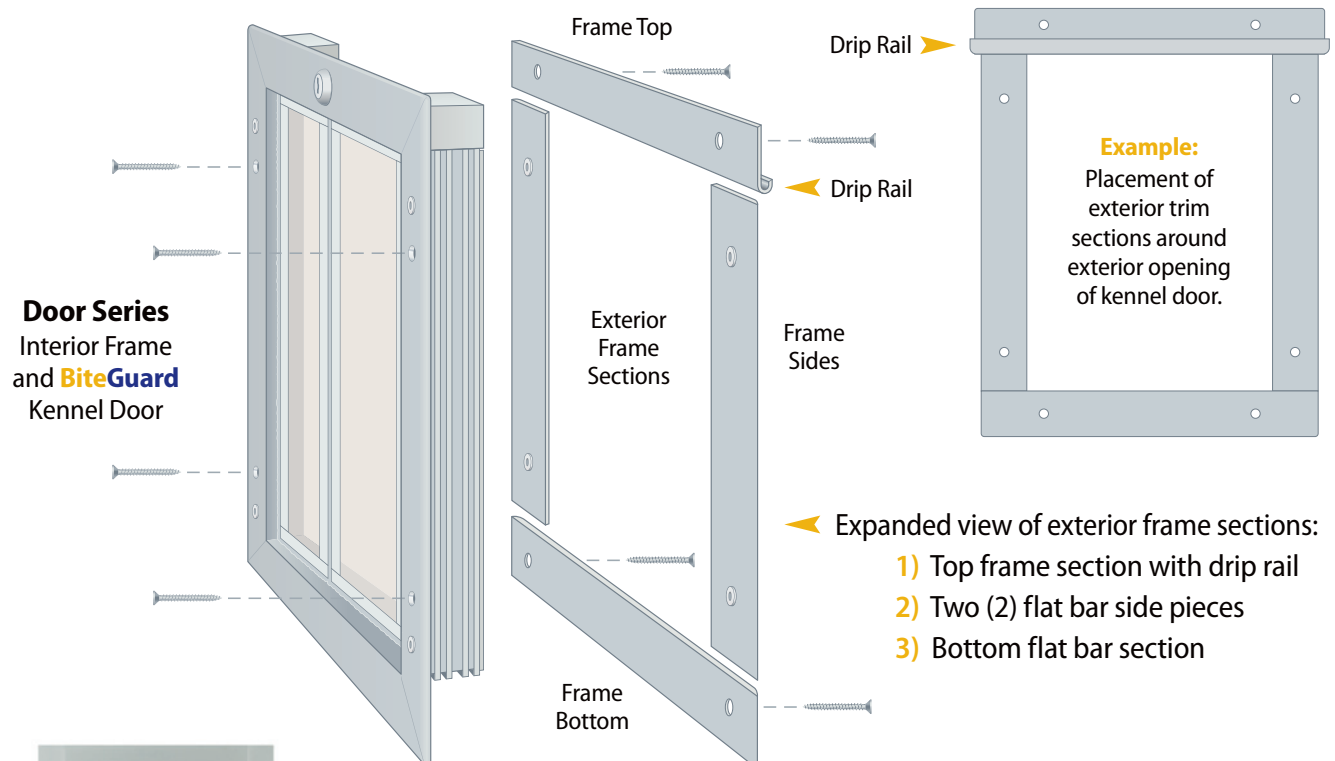 Frame Top
Drip Rail
Drip Rail
Door Series
Interior Frame
and BiteGuard
Kennel Door
Exterior
Frame
Sections
Frame
Sides
Frame
Bottom
Example:
Placement of
exterior trim
sections around
exterior opening
of kennel door.
Expanded view of exterior frame sections:
1) Top frame section with drip rail
2) Two (2) flat bar side pieces
3) Bottom flat bar section